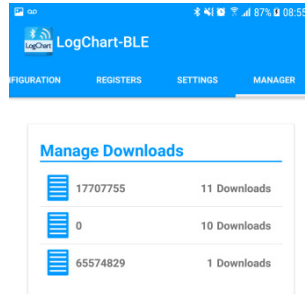 87% 08:55
LogChart
LogChart-BLE
FIGURATION REGISTERS SETTINGS MANAGER
Manage Downloads
17707755 11 Downloads
0 10 Downloads
65574829 1 Downloads